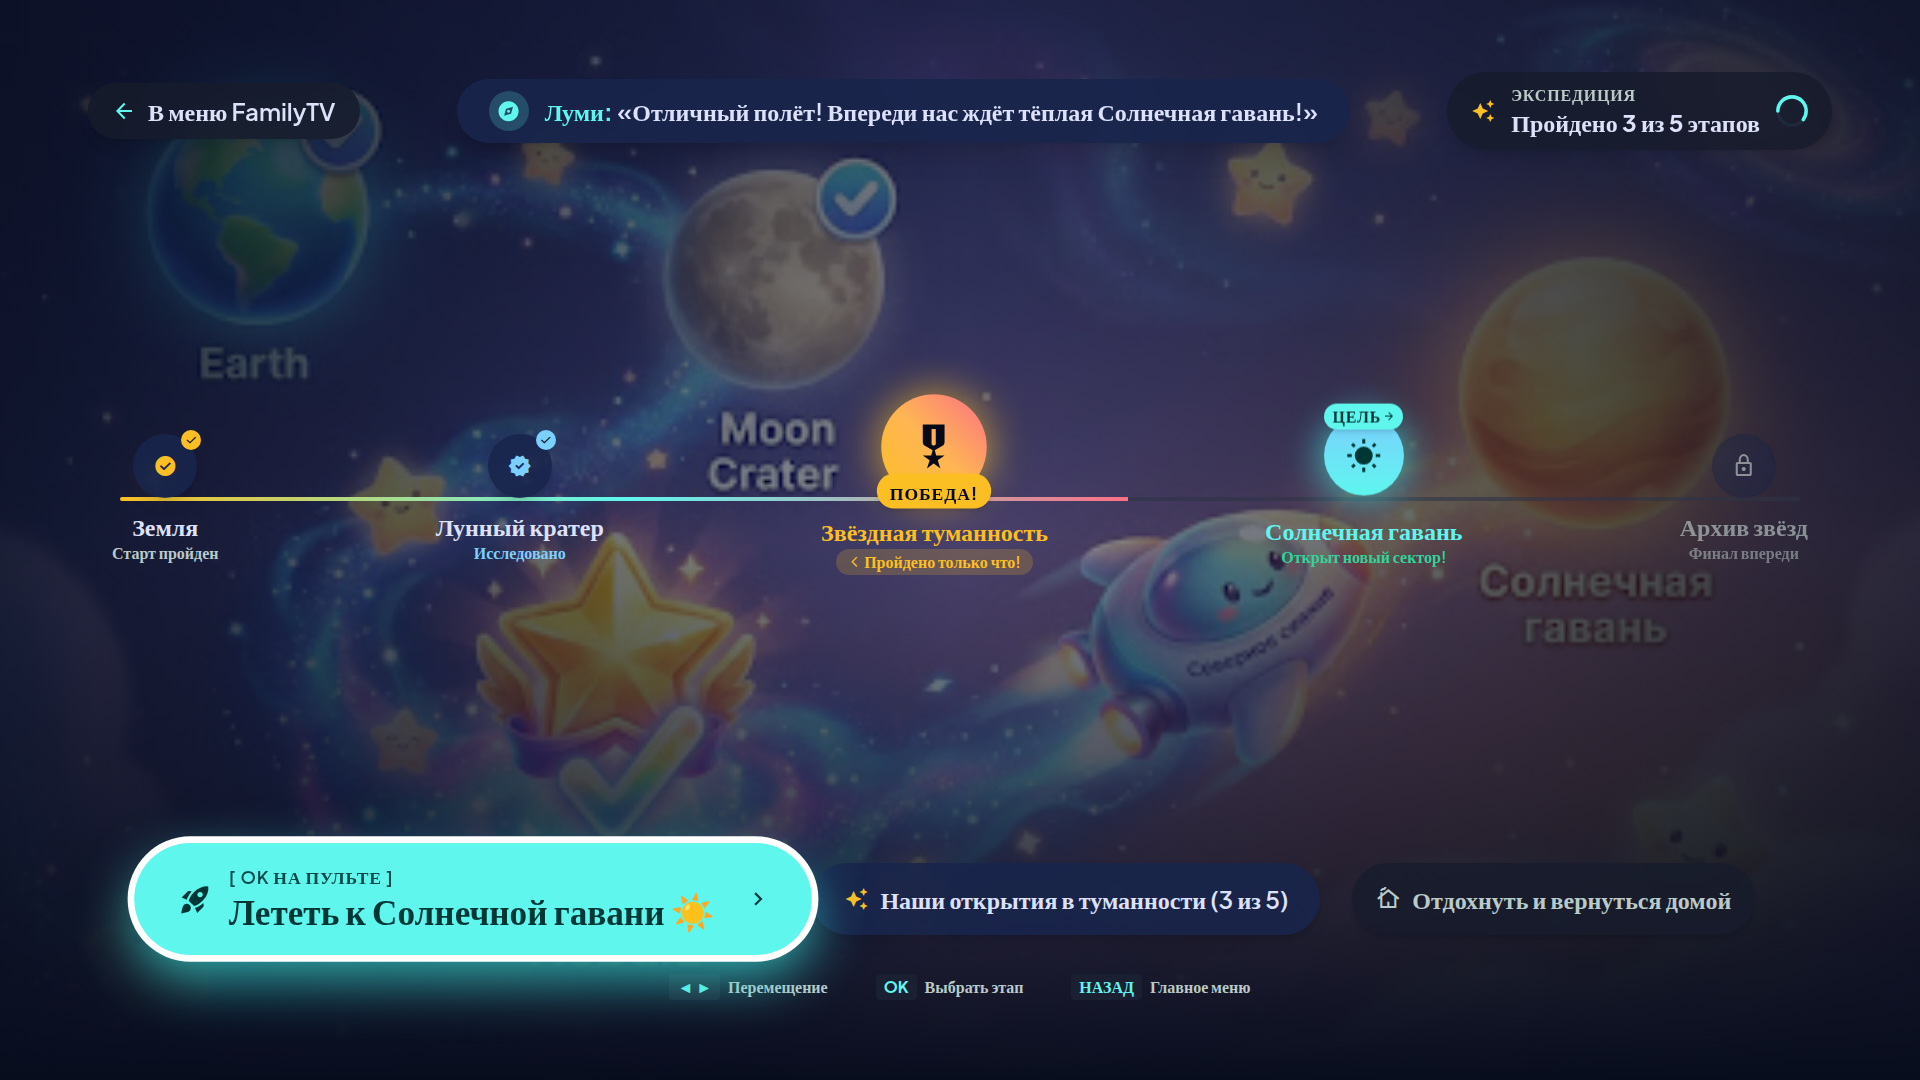 В меню FamilyTV
Луми: «Отличный полёт! Впереди нас ждёт тёплая Солнечная гавань!»
ЭКСПЕДИЦИЯ
Пройдено 3 из 5 этапов
Earth
Moon
Crater
ЦЕЛЬ
ПОБЕДА!
Земля
Старт пройден
Лунный кратер
Исследовано
Звёздная туманность
Пройдено только что!
Солнечная гавань
Открыт новый сектор!
Архив звёзд
Финал впереди
Солнечная
гавань
[ OK НА ПУЛЬТЕ ]
Лететь к Солнечной гавани ☀️
Наши открытия в туманности (3 из 5)
Отдохнуть и вернуться домой
◄ ► Перемещение
OK Выбрать этап
НАЗАД Главное меню